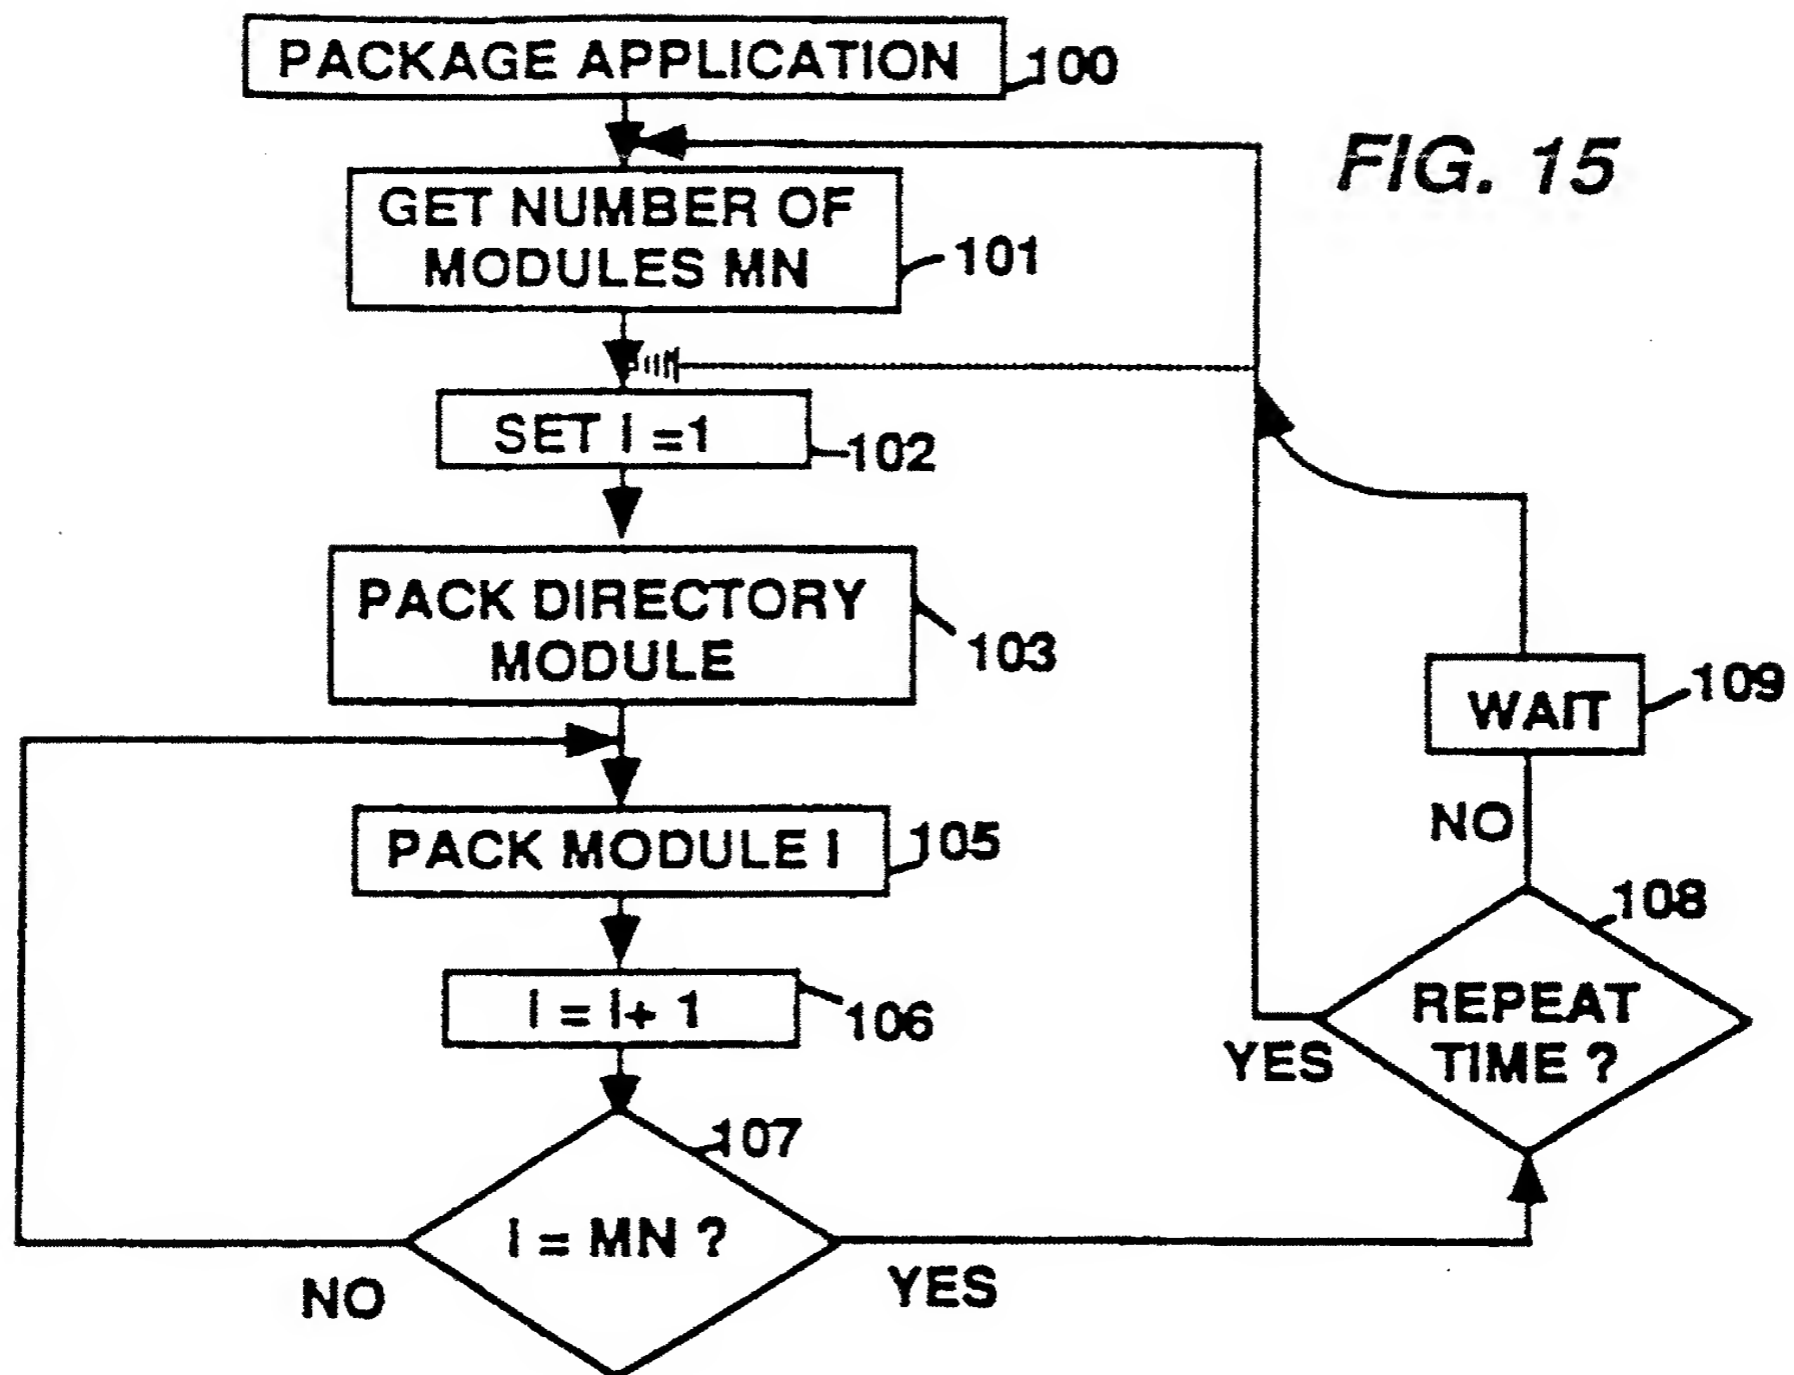 PACKAGE APPLICATION
100
FIG. 15
GET NUMBER OF
MODULES MN
101
SET I =1
102
PACK DIRECTORY
MODULE
103
WAIT
109
NO
PACK MODULE I
105
108
REPEAT
TIME ?
YES
I = I+ 1
106
107
I = MN ?
NO
YES